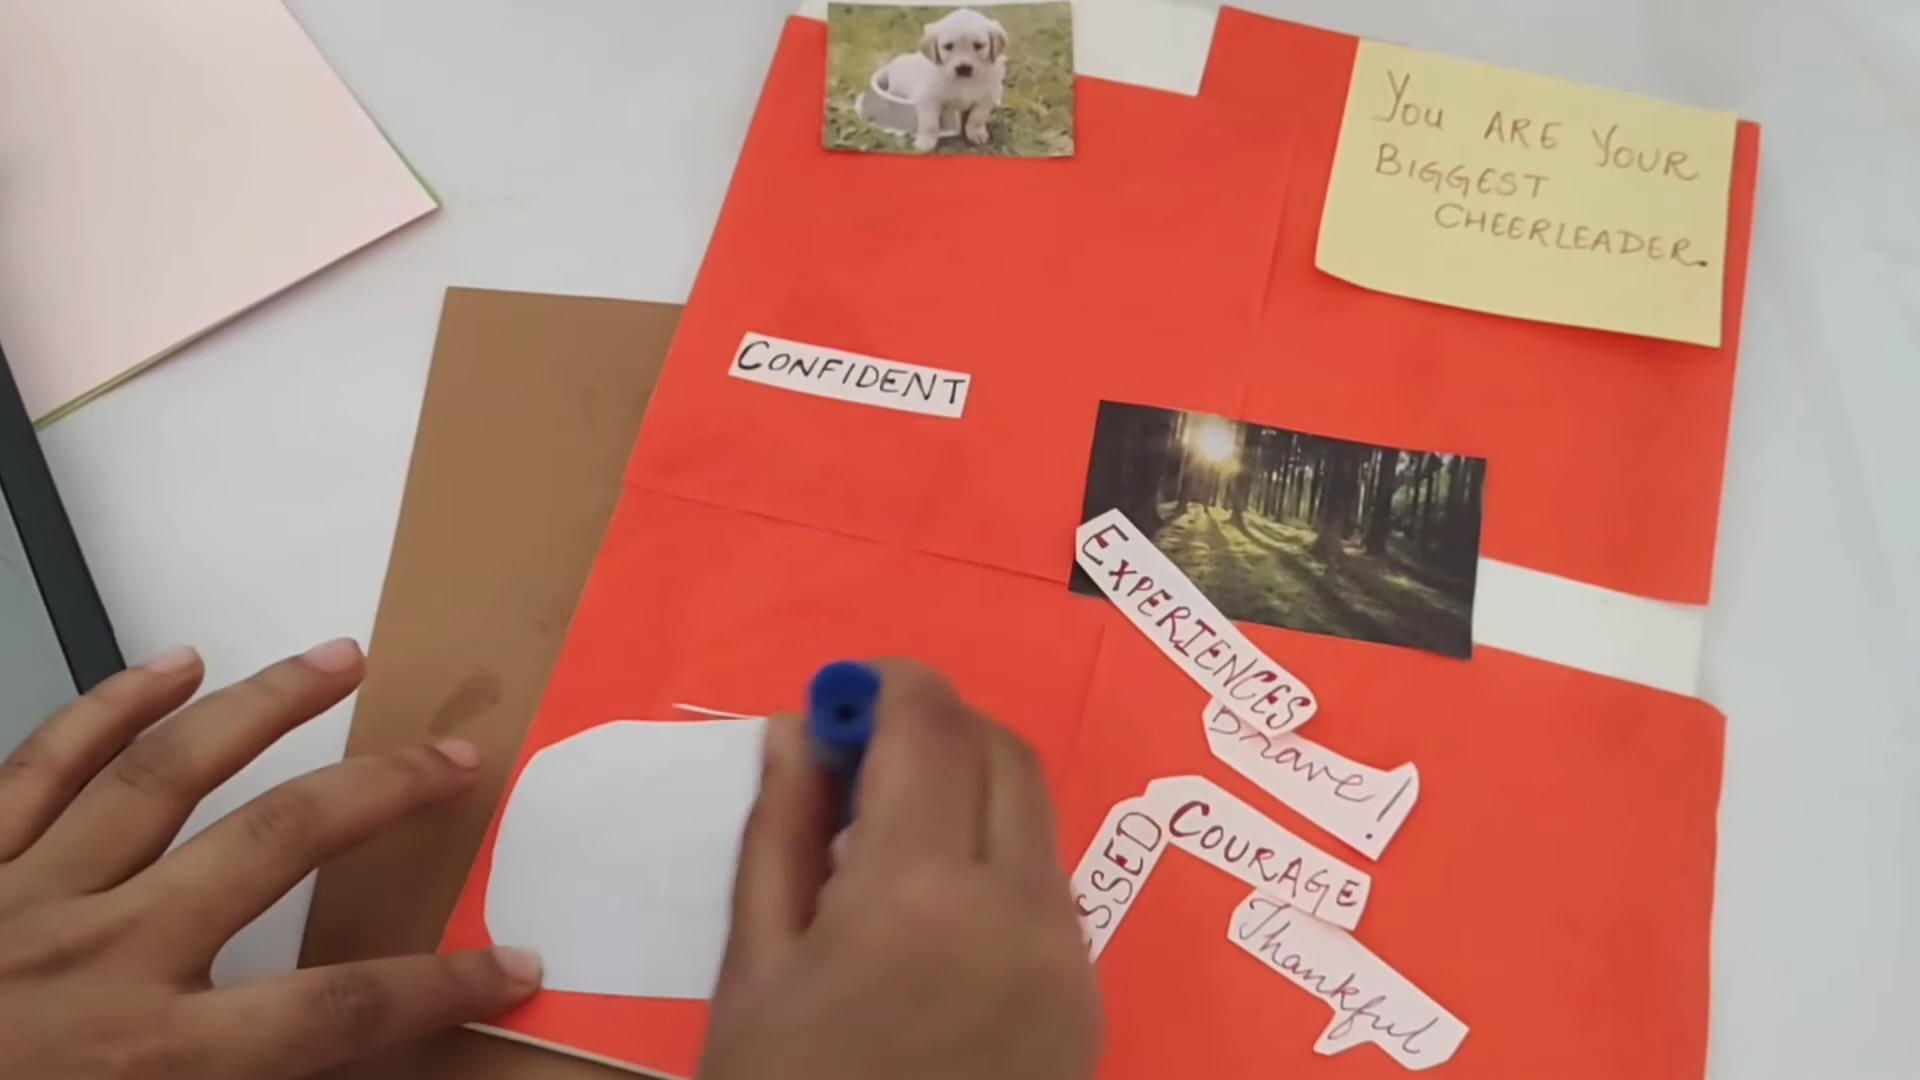 You ARE YOUR
BIGGEST
CHEERLEADER.
CONFIDENT
EXPERIENCES
Brave!
COURAGE
Thankful